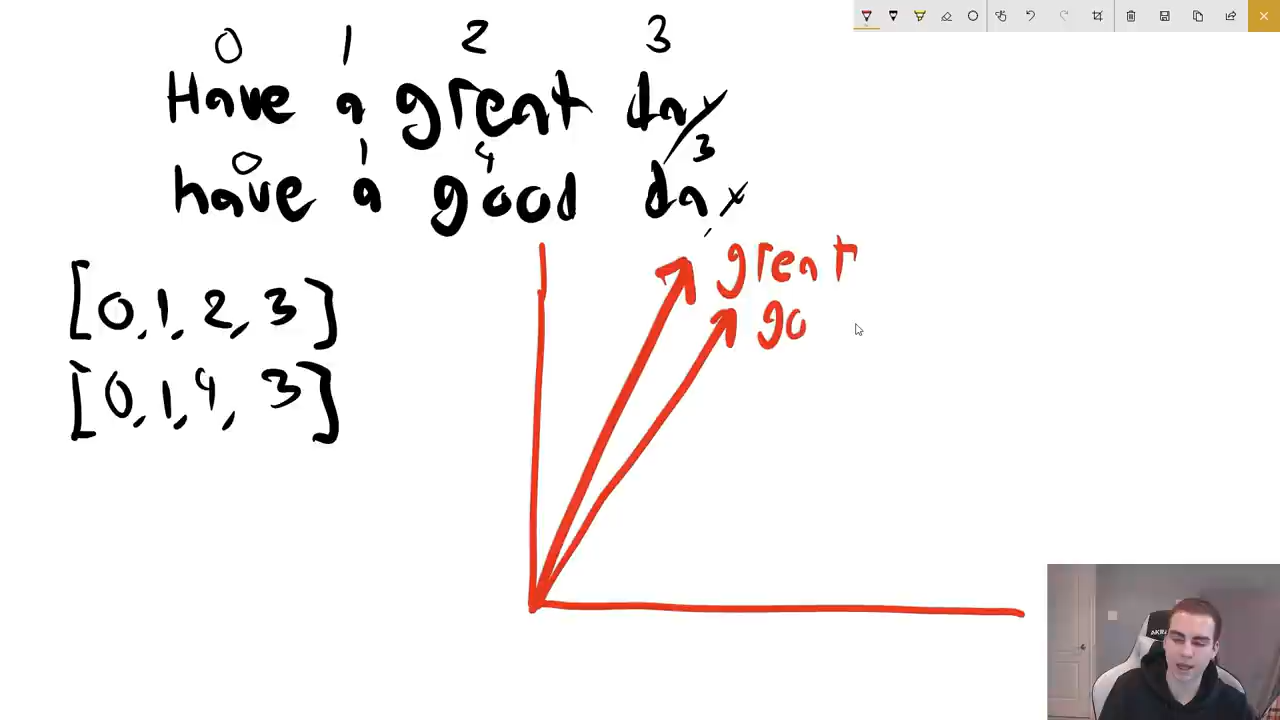 0 1 2 3
Have a great day
0 1 4 3
have a good day
great
[0, 1, 2, 3]
go
[0, 1, 4, 3]